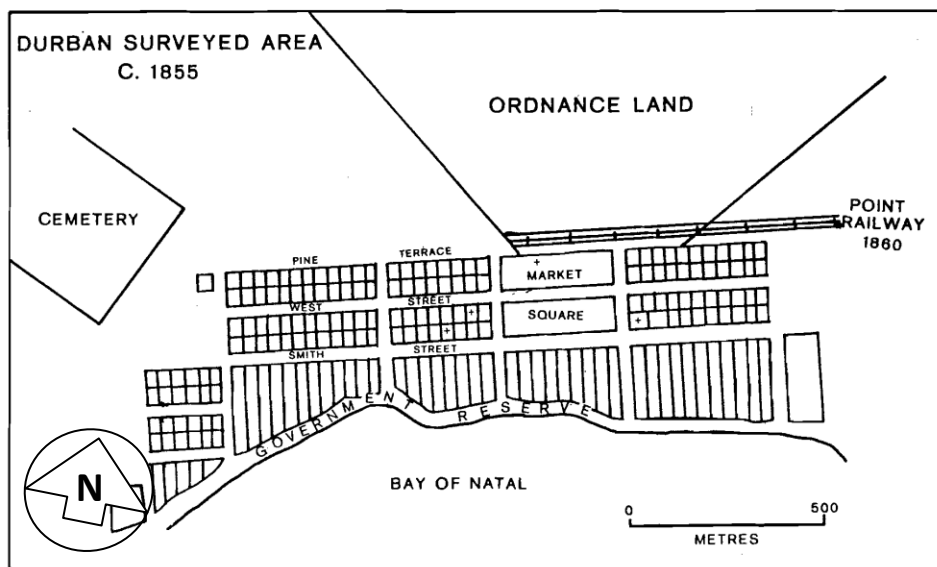 DURBAN SURVEYED AREA
C. 1855
ORDNANCE LAND
CEMETERY
POINT
RAILWAY
1860
PINE TERRACE
MARKET
WEST STREET
SQUARE
SMITH STREET
GOVERNMENT RESERVE
N
BAY OF NATAL
0 500
METRES